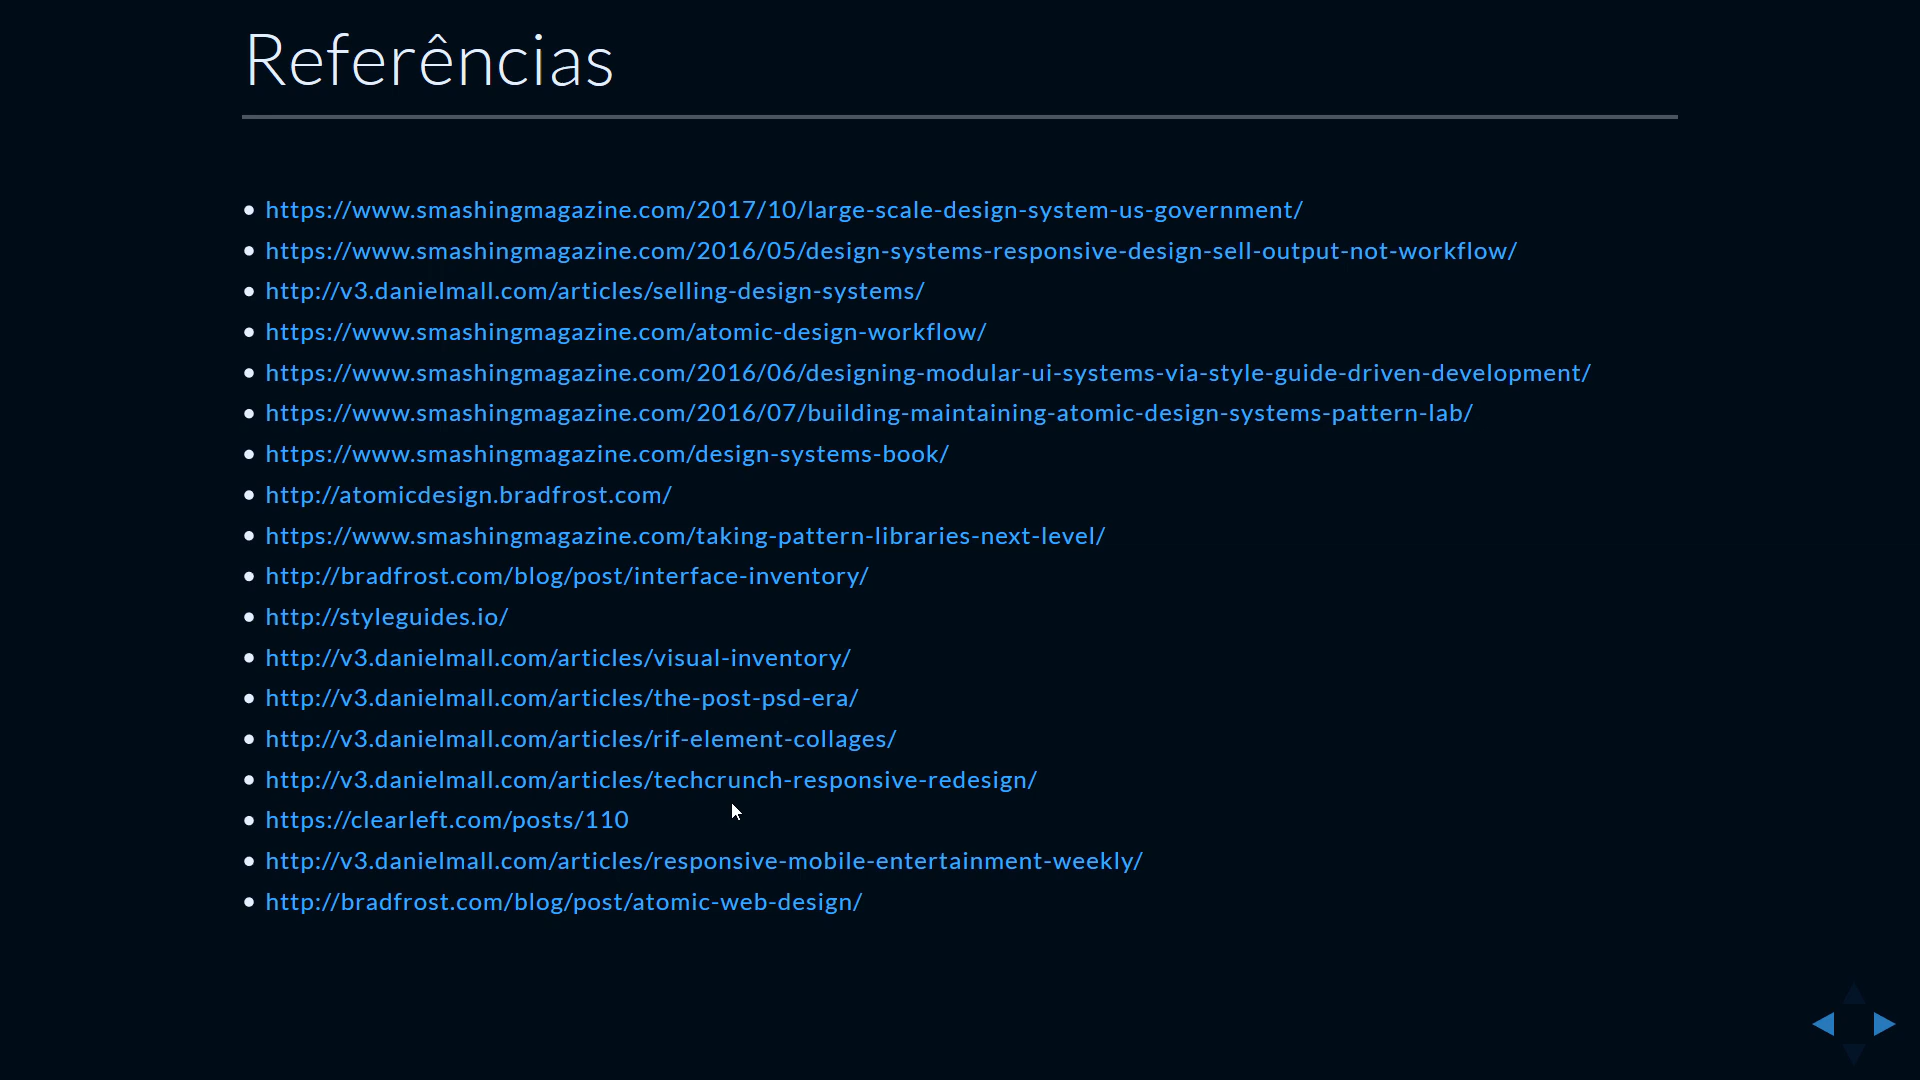 Referências
• https://www.smashingmagazine.com/2017/10/large-scale-design-system-us-government/
• https://www.smashingmagazine.com/2016/05/design-systems-responsive-design-sell-output-not-workflow/
• http://v3.danielmall.com/articles/selling-design-systems/
• https://www.smashingmagazine.com/atomic-design-workflow/
• https://www.smashingmagazine.com/2016/06/designing-modular-ui-systems-via-style-guide-driven-development/
• https://www.smashingmagazine.com/2016/07/building-maintaining-atomic-design-systems-pattern-lab/
• https://www.smashingmagazine.com/design-systems-book/
• http://atomicdesign.bradfrost.com/
• https://www.smashingmagazine.com/taking-pattern-libraries-next-level/
• http://bradfrost.com/blog/post/interface-inventory/
• http://styleguides.io/
• http://v3.danielmall.com/articles/visual-inventory/
• http://v3.danielmall.com/articles/the-post-psd-era/
• http://v3.danielmall.com/articles/rif-element-collages/
• http://v3.danielmall.com/articles/techcrunch-responsive-redesign/
• https://clearleft.com/posts/110
• http://v3.danielmall.com/articles/responsive-mobile-entertainment-weekly/
• http://bradfrost.com/blog/post/atomic-web-design/